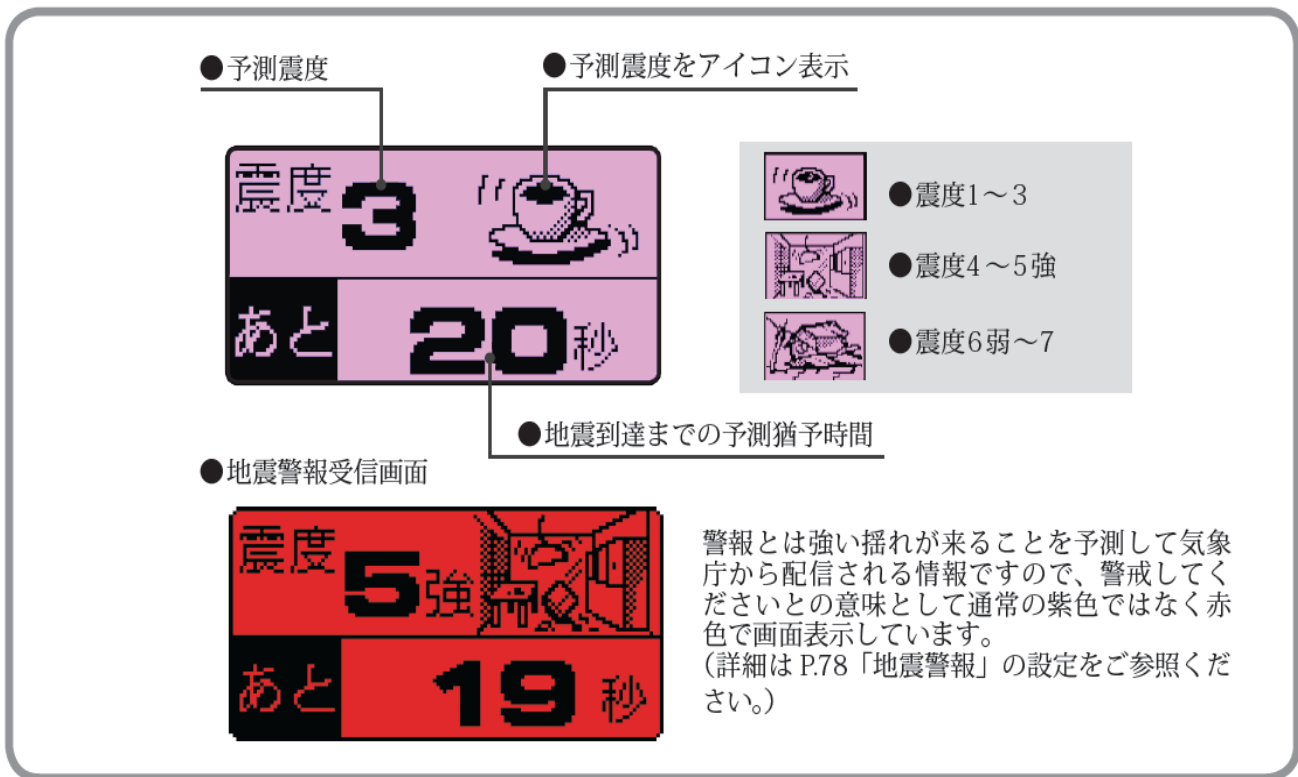 ●予測震度
●予測震度をアイコン表示
震度3
あと20秒
●震度1～3
●震度4～5強
●震度6弱～7
●地震到達までの予測猶予時間
●地震警報受信画面
震度5強
あと19秒
警報とは強い揺れが来ることを予測して気象
庁から配信される情報ですので、警戒してく
ださいとの意味として通常の紫色ではなく赤
色で画面表示しています。
（詳細は P.78「地震警報」の設定をご参照くだ
さい。）